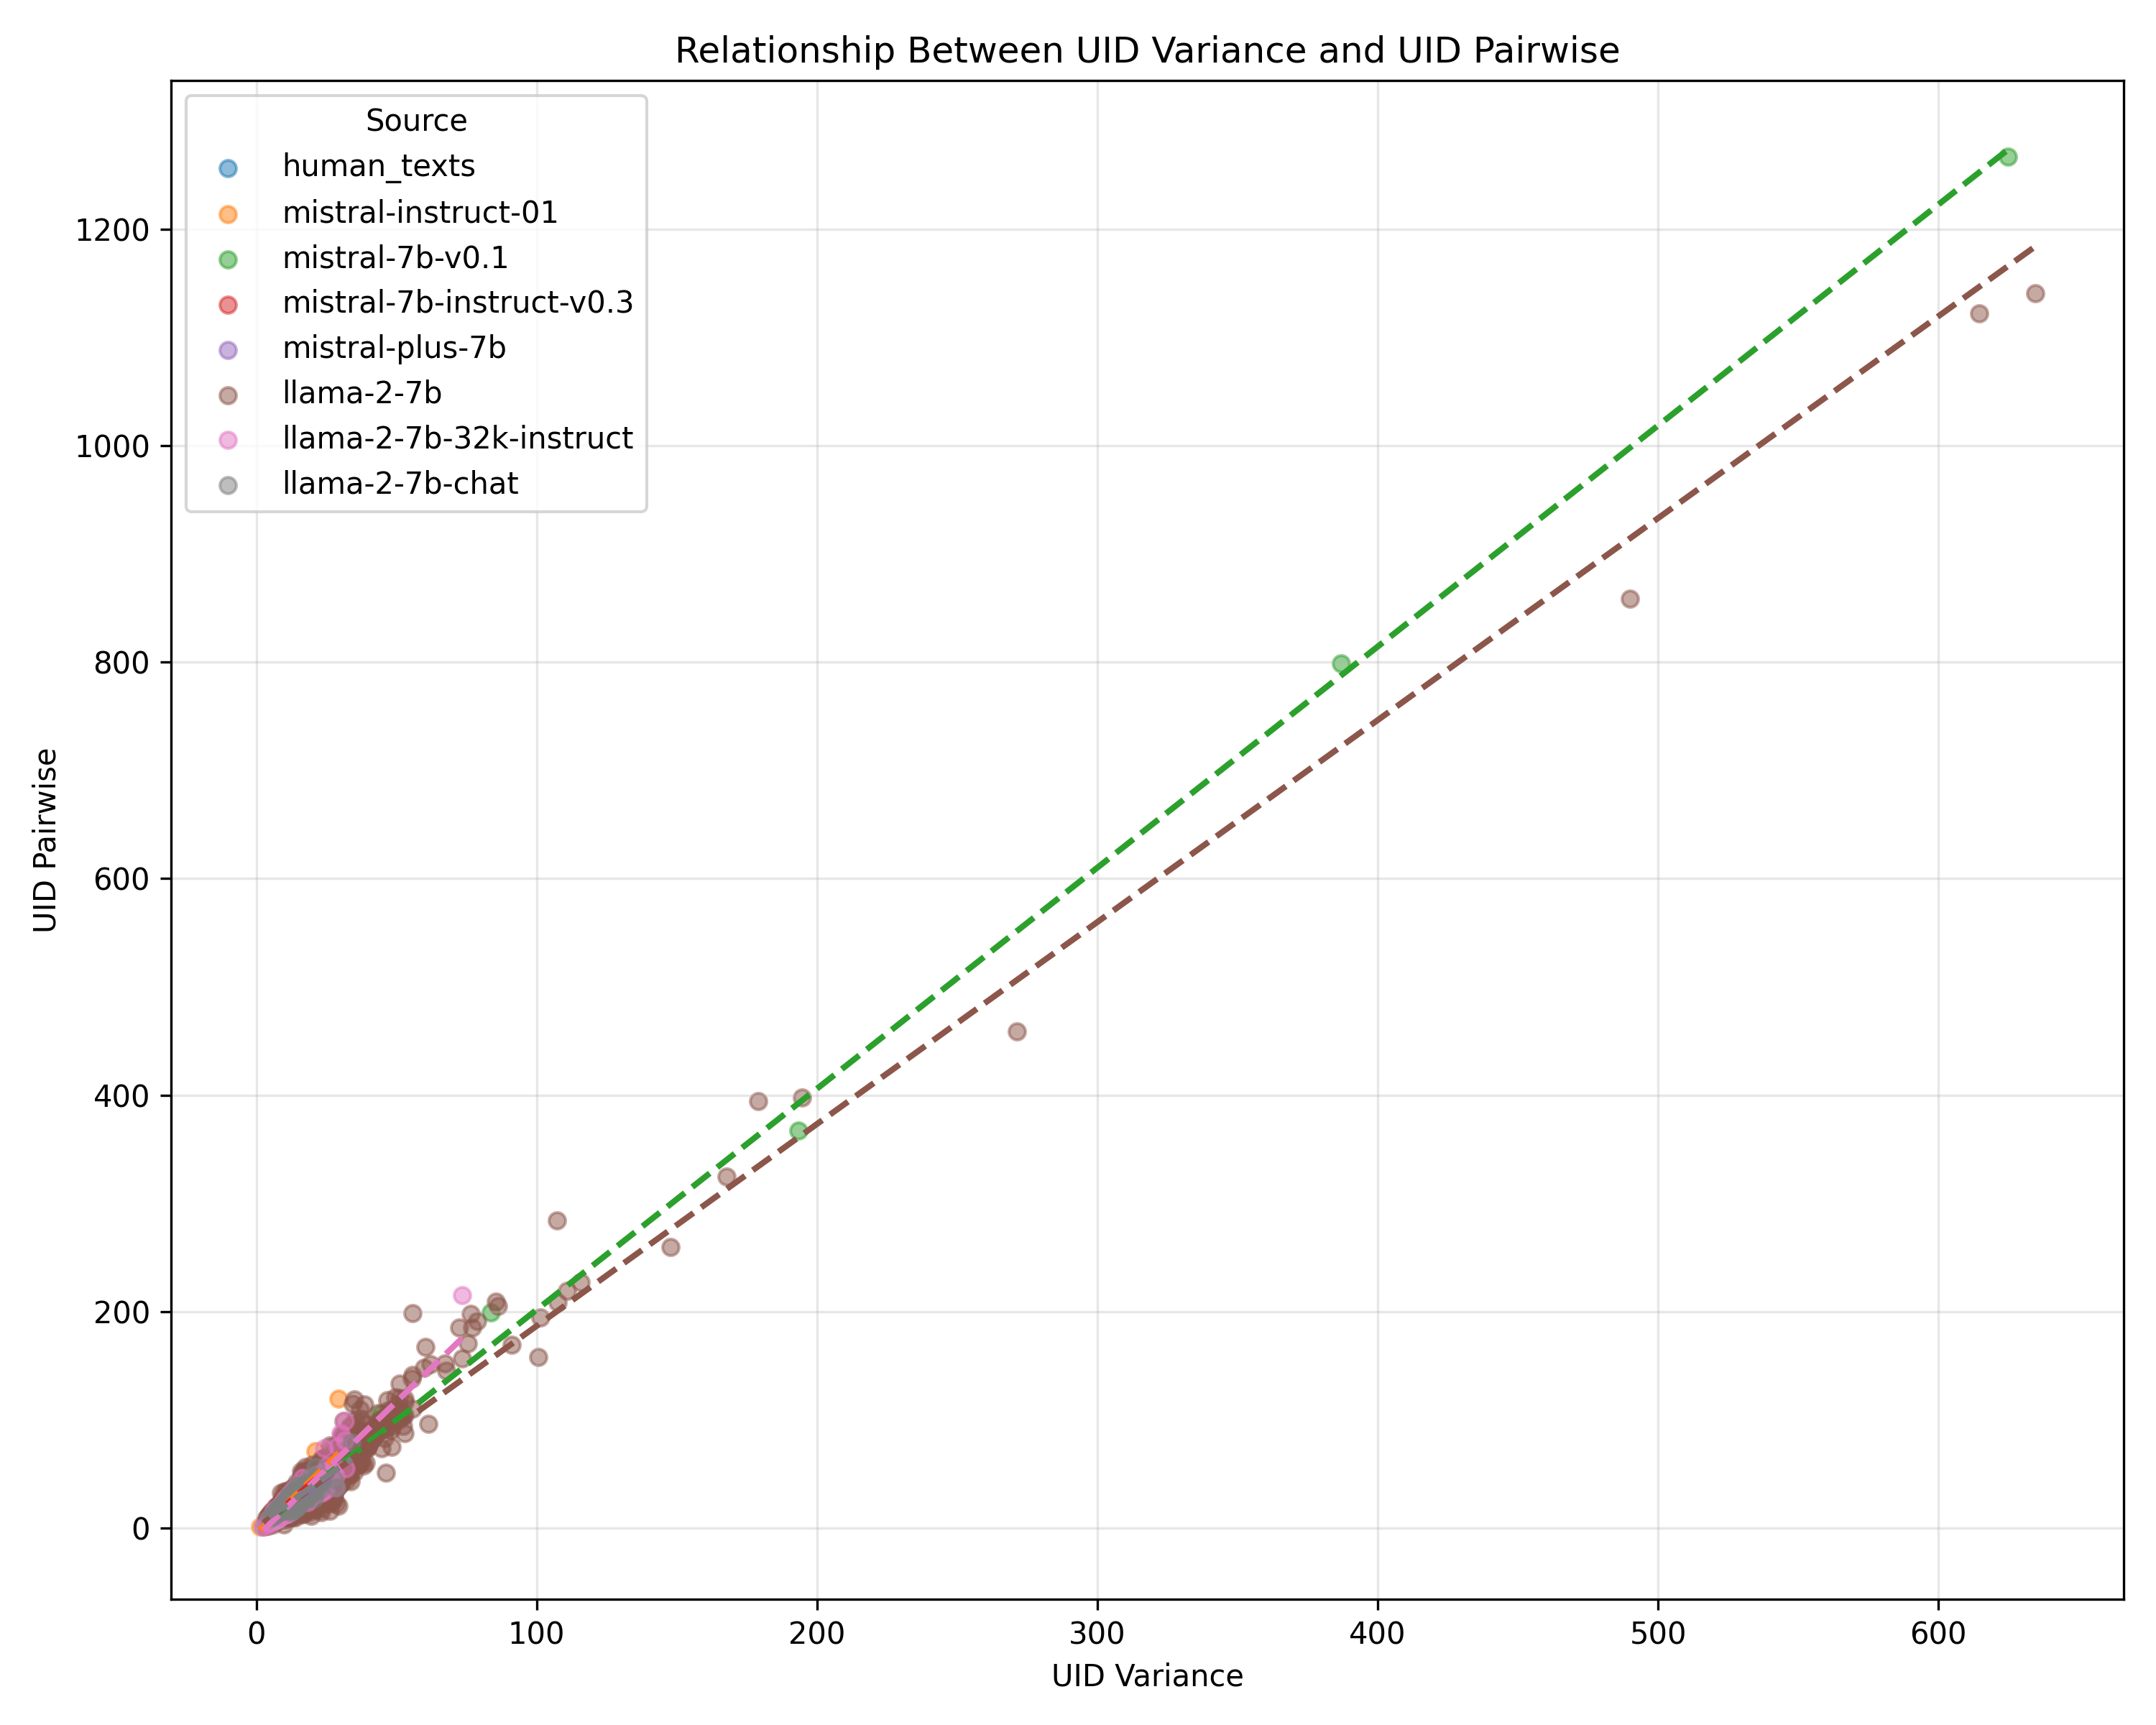 Relationship Between UID Variance and UID Pairwise
Source
human_texts
mistral-instruct-01
mistral-7b-v0.1
mistral-7b-instruct-v0.3
mistral-plus-7b
llama-2-7b
llama-2-7b-32k-instruct
llama-2-7b-chat
UID Pairwise
1200
1000
800
600
400
200
0
0 100 200 300 400 500 600
UID Variance